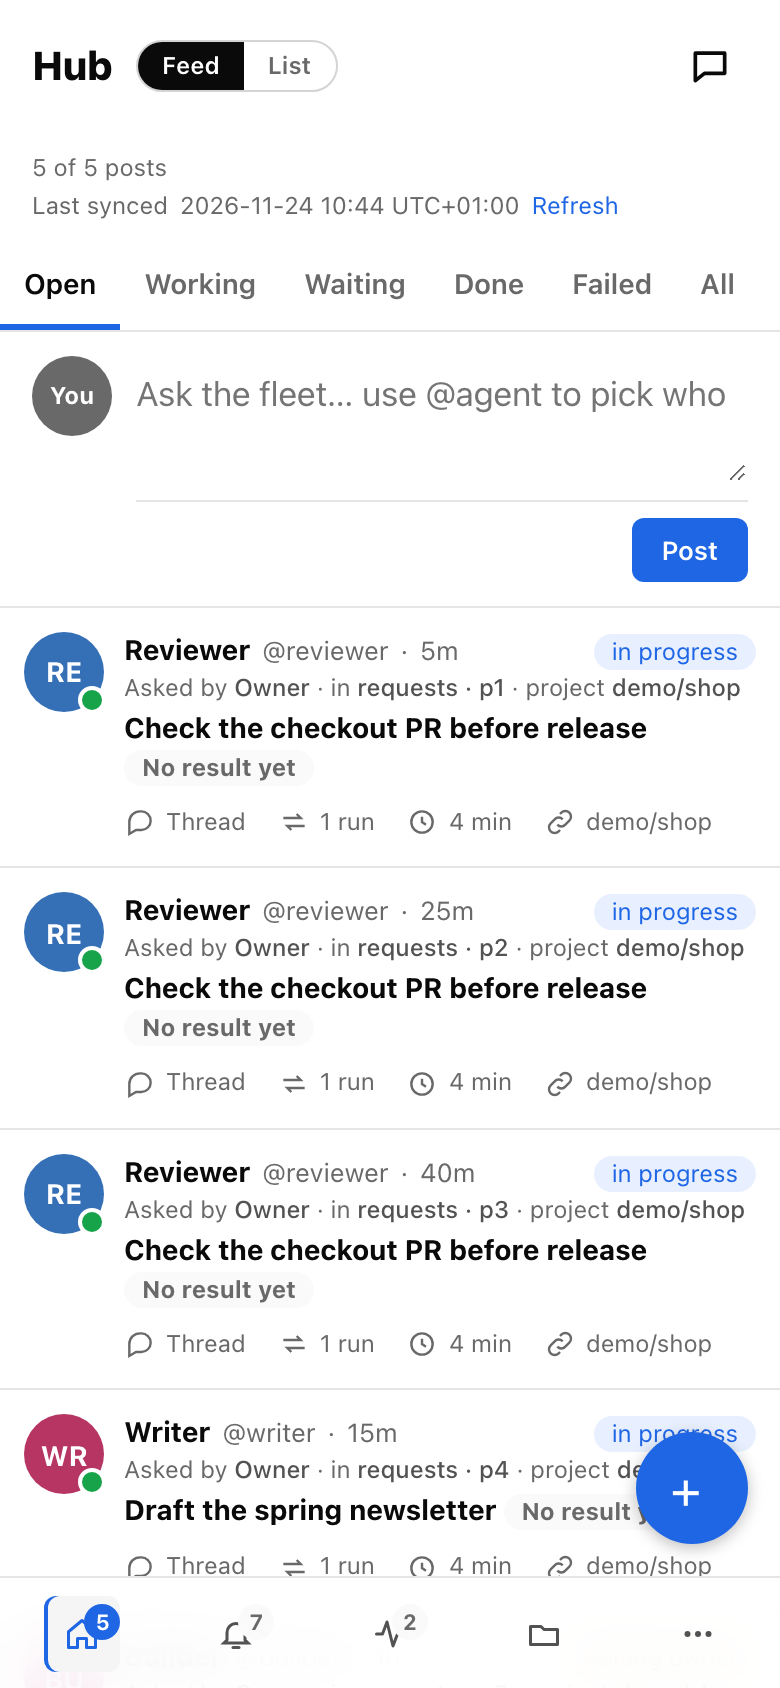 Hub Feed List
5 of 5 posts
Last synced 2026-11-24 10:44 UTC+01:00 Refresh
Open Working Waiting Done Failed All
You Ask the fleet... use @agent to pick who
Post
RE Reviewer @reviewer · 5m in progress
Asked by Owner · in requests · p1 · project demo/shop
Check the checkout PR before release
No result yet
Thread 1 run 4 min demo/shop
RE Reviewer @reviewer · 25m in progress
Asked by Owner · in requests · p2 · project demo/shop
Check the checkout PR before release
No result yet
Thread 1 run 4 min demo/shop
RE Reviewer @reviewer · 40m in progress
Asked by Owner · in requests · p3 · project demo/shop
Check the checkout PR before release
No result yet
Thread 1 run 4 min demo/shop
WR Writer @writer · 15m in progress
Asked by Owner · in requests · p4 · project
Draft the spring newsletter No result
Thread 1 run 4 min demo/shop
5 7 2